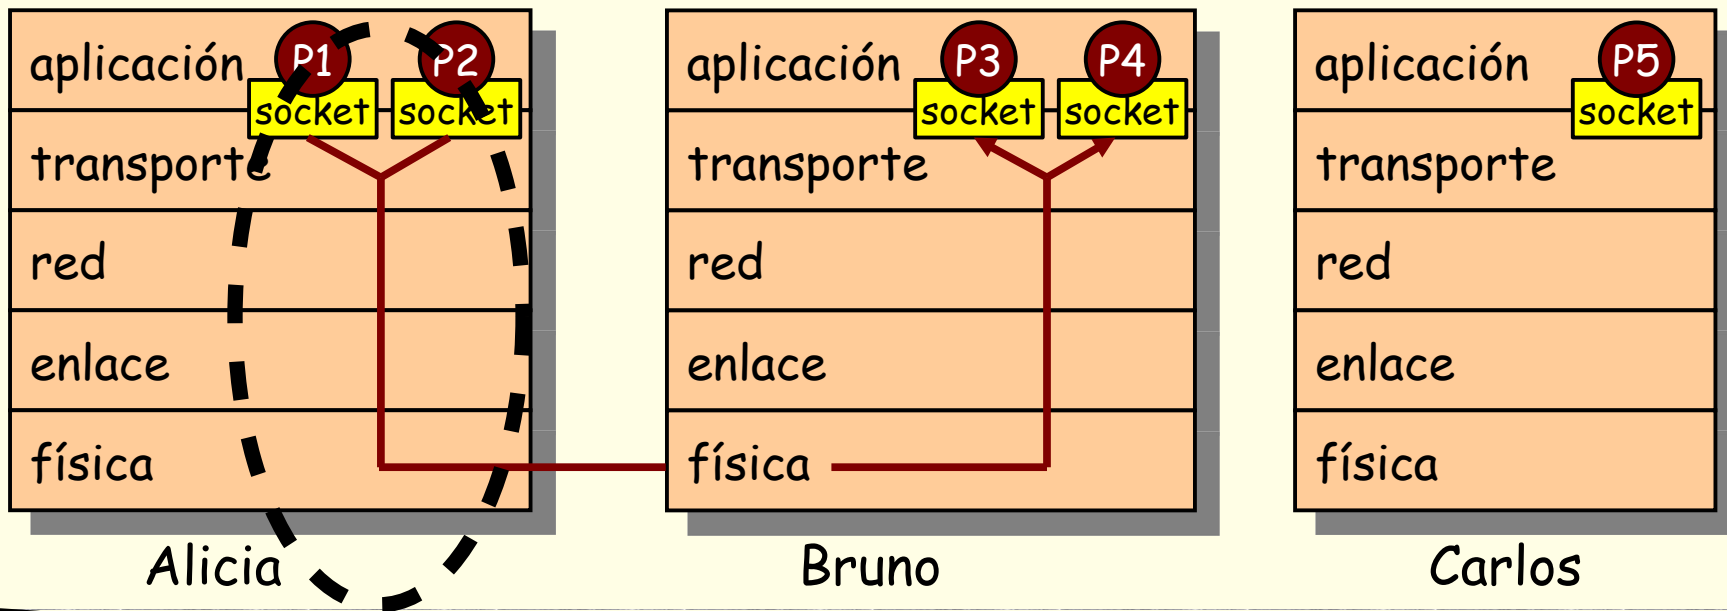 aplicación
P1
P2
socket
socket
transporte
red
enlace
física
Alicia
aplicación
P3
P4
socket
socket
transporte
red
enlace
física
Bruno
aplicación
P5
socket
transporte
red
enlace
física
Carlos